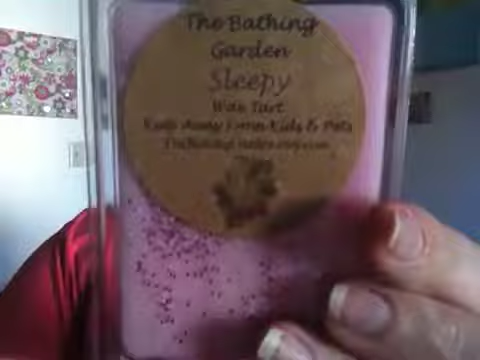 The Bathing
Garden
Sleepy
Wax Tart
Keep Away From Kids & Pets